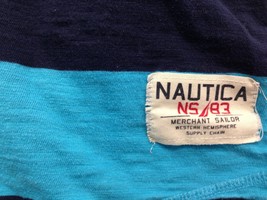 NAUTICA
NS/83
MERCHANT SAILOR
WESTERN HEMISPHERE
SUPPLY CHAIN